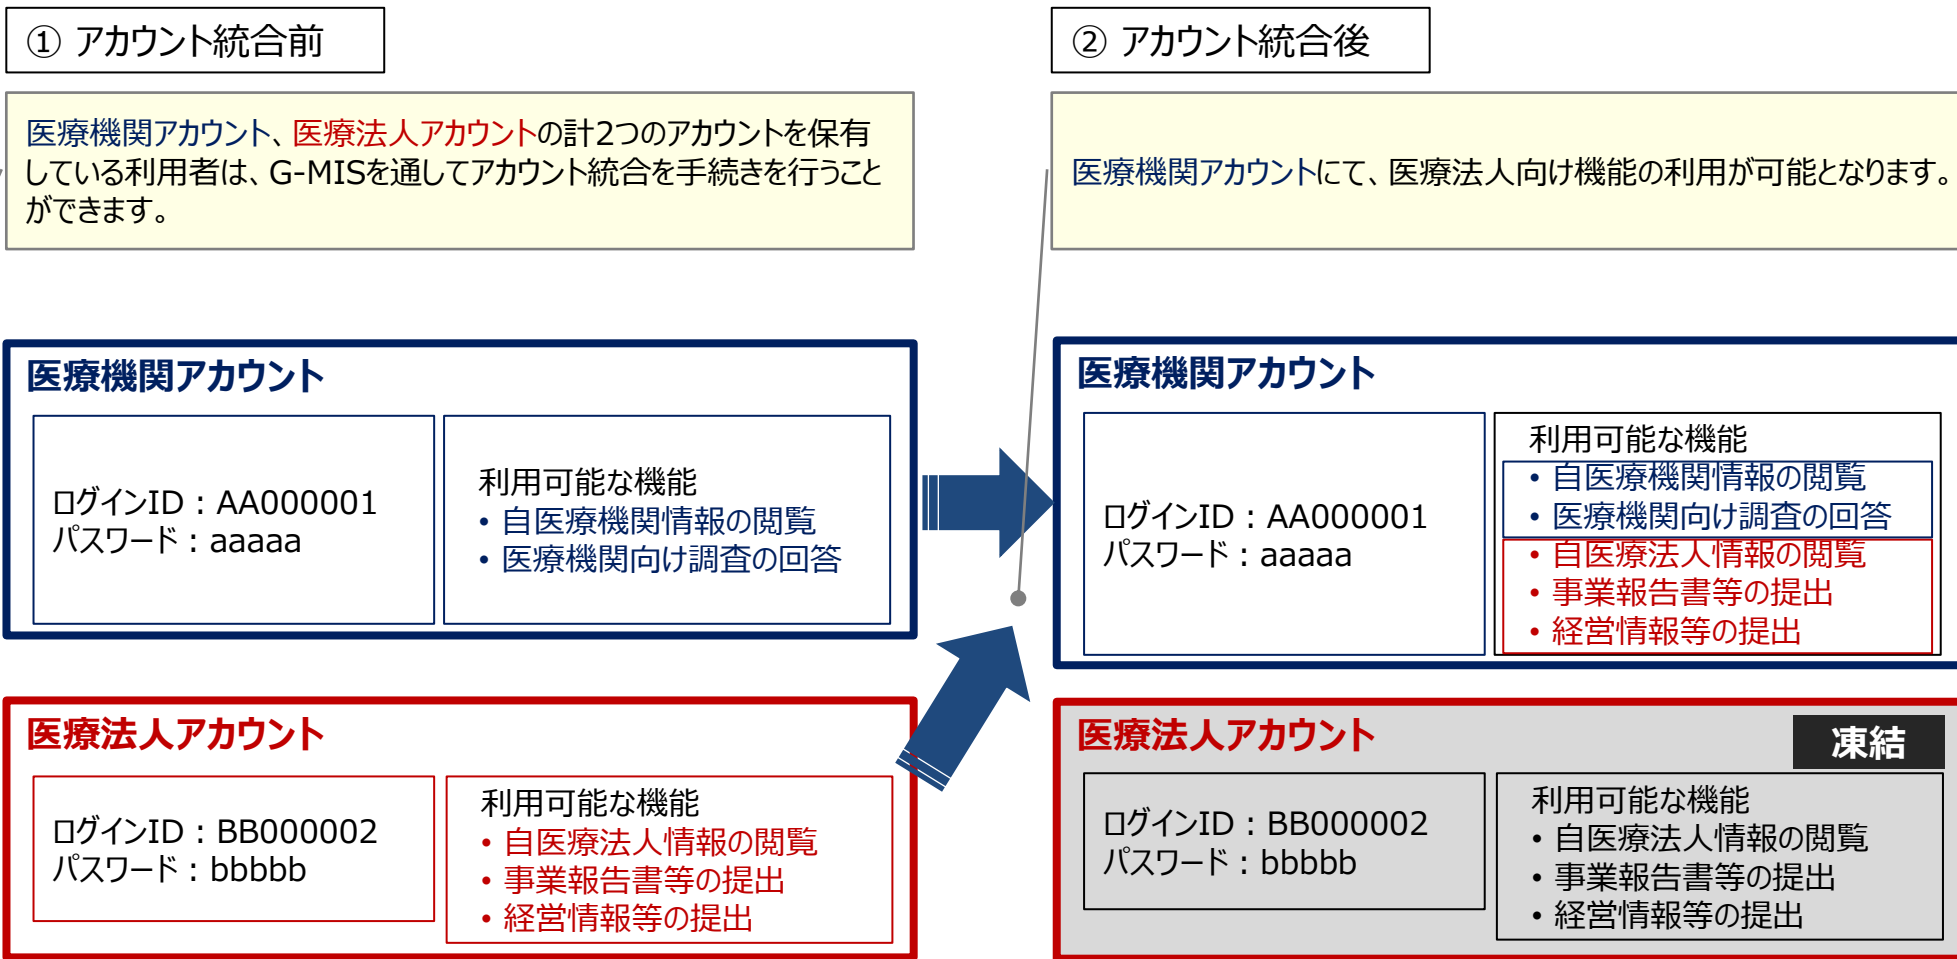 ① アカウント統合前
医療機関アカウント、医療法人アカウントの計2つのアカウントを保有
している利用者は、G-MISを通してアカウント統合を手続きを行うこと
ができます。
医療機関アカウント
ログインID：AA000001
パスワード：aaaaa
利用可能な機能
• 自医療機関情報の閲覧
• 医療機関向け調査の回答
医療法人アカウント
ログインID：BB000002
パスワード：bbbbb
利用可能な機能
• 自医療法人情報の閲覧
• 事業報告書等の提出
• 経営情報等の提出
② アカウント統合後
医療機関アカウントにて、医療法人向け機能の利用が可能となります。
医療機関アカウント
ログインID：AA000001
パスワード：aaaaa
利用可能な機能
• 自医療機関情報の閲覧
• 医療機関向け調査の回答
• 自医療法人情報の閲覧
• 事業報告書等の提出
• 経営情報等の提出
医療法人アカウント
凍結
ログインID：BB000002
パスワード：bbbbb
利用可能な機能
• 自医療法人情報の閲覧
• 事業報告書等の提出
• 経営情報等の提出